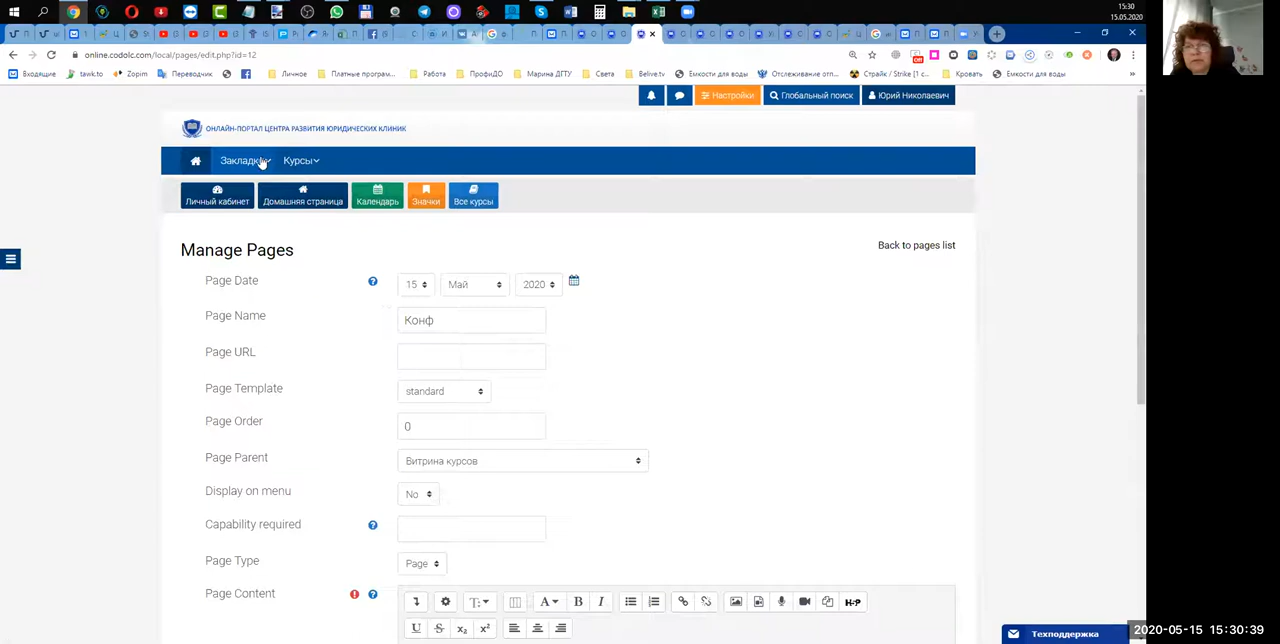 15:30
15.05.2020
online.codolc.com/local/pages/edit.php?id=12
Входящие
tawk.to
Zopim
Переводчик
Личное
Платные програм...
Работа
ПрофиДО
Марина ДГТУ
Света
Belive.tv
Емкости для воды
Отслеживание отп...
Страйк / Strike [1 с...
Кровать
Емкости для воды
Настройки
Глобальный поиск
Юрий Николаевич
ОНЛАЙН-ПОРТАЛ ЦЕНТРА РАЗВИТИЯ ЮРИДИЧЕСКИХ КЛИНИК
Закладки
Курсы
Личный кабинет
Домашняя страница
Календарь
Значки
Все курсы
Manage Pages
Back to pages list
Page Date
15
Май
2020
Page Name
Конф
Page URL
Page Template
standard
Page Order
0
Page Parent
Витрина курсов
Display on menu
No
Capability required
Page Type
Page
Page Content
Техподдержка
2020-05-15 15:30:39